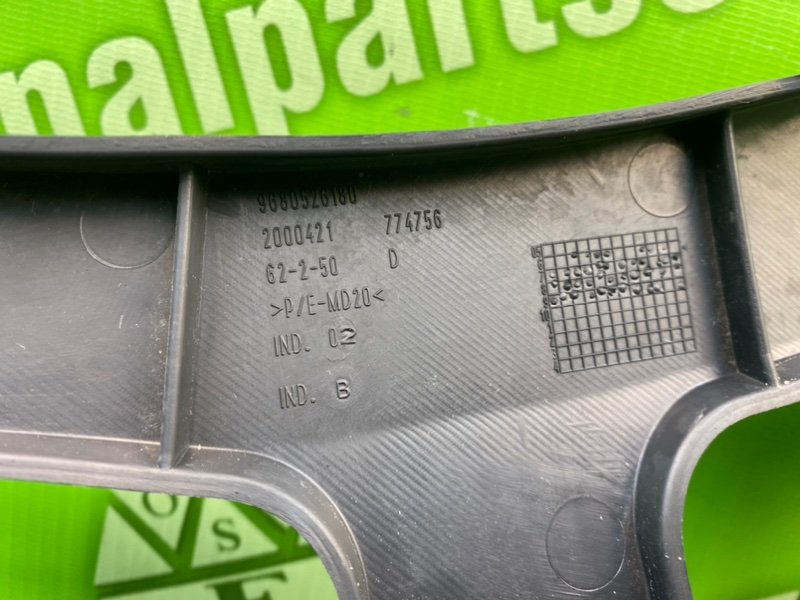 nalparts
9680526180
2000421 774756
62-2-50 D
>P/E-MD20<
IND. 02
IND. B
O
S